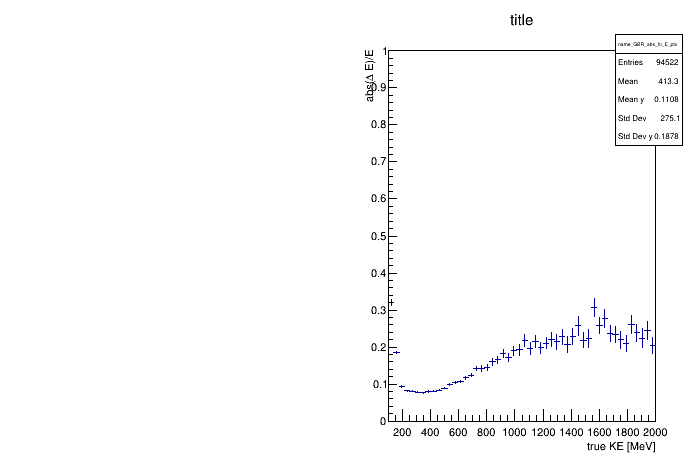 title
name_GBR_abs_hi_E_pls
Entries 94522
Mean 413.3
Mean y 0.1108
Std Dev 275.1
Std Dev y 0.1878
abs(Δ E)/E
1
0.9
0.8
0.7
0.6
0.5
0.4
0.3
0.2
0.1
0
200 400 600 800 1000 1200 1400 1600 1800 2000
true KE [MeV]